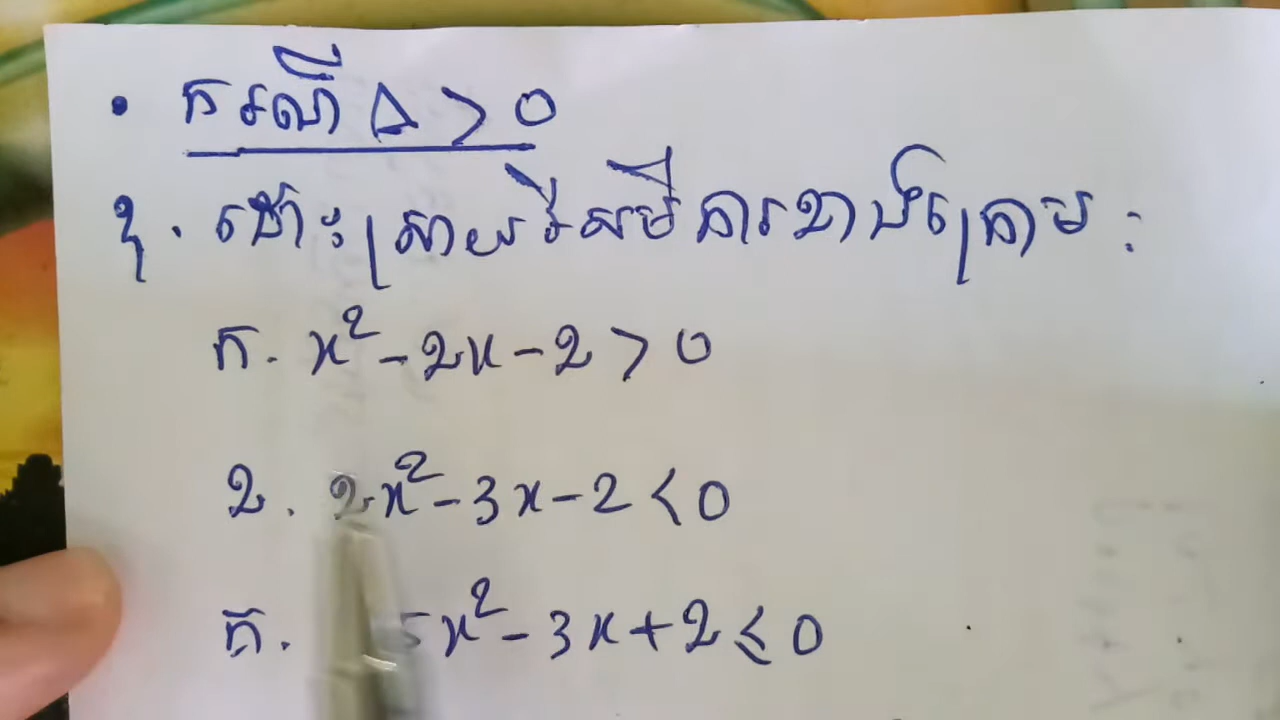 • ករណី Δ > 0
ខ. ដោះស្រាយវិសមីការខាងក្រោម :
ក. x² - 2x - 2 > 0
2. 2x² - 3x - 2 < 0
គ. 5x² - 3x + 2 ≤ 0